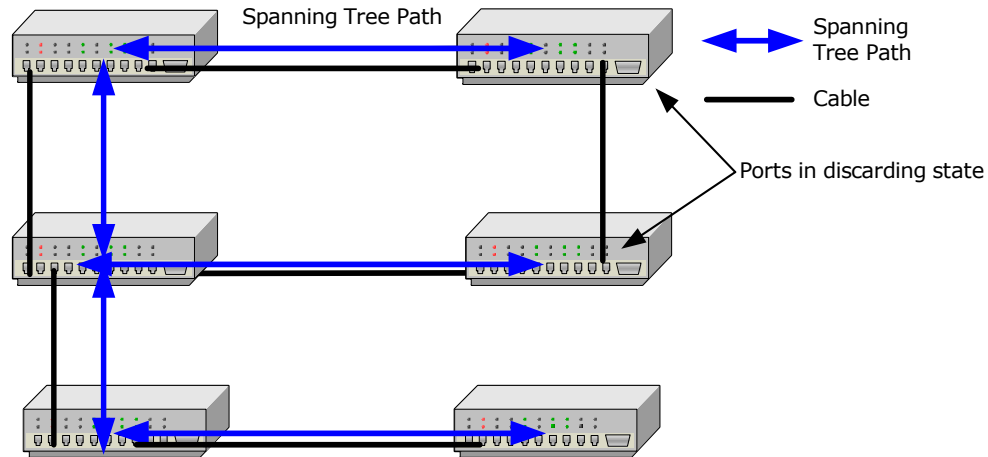 Spanning Tree Path
Spanning
Tree Path
Cable
Ports in discarding state